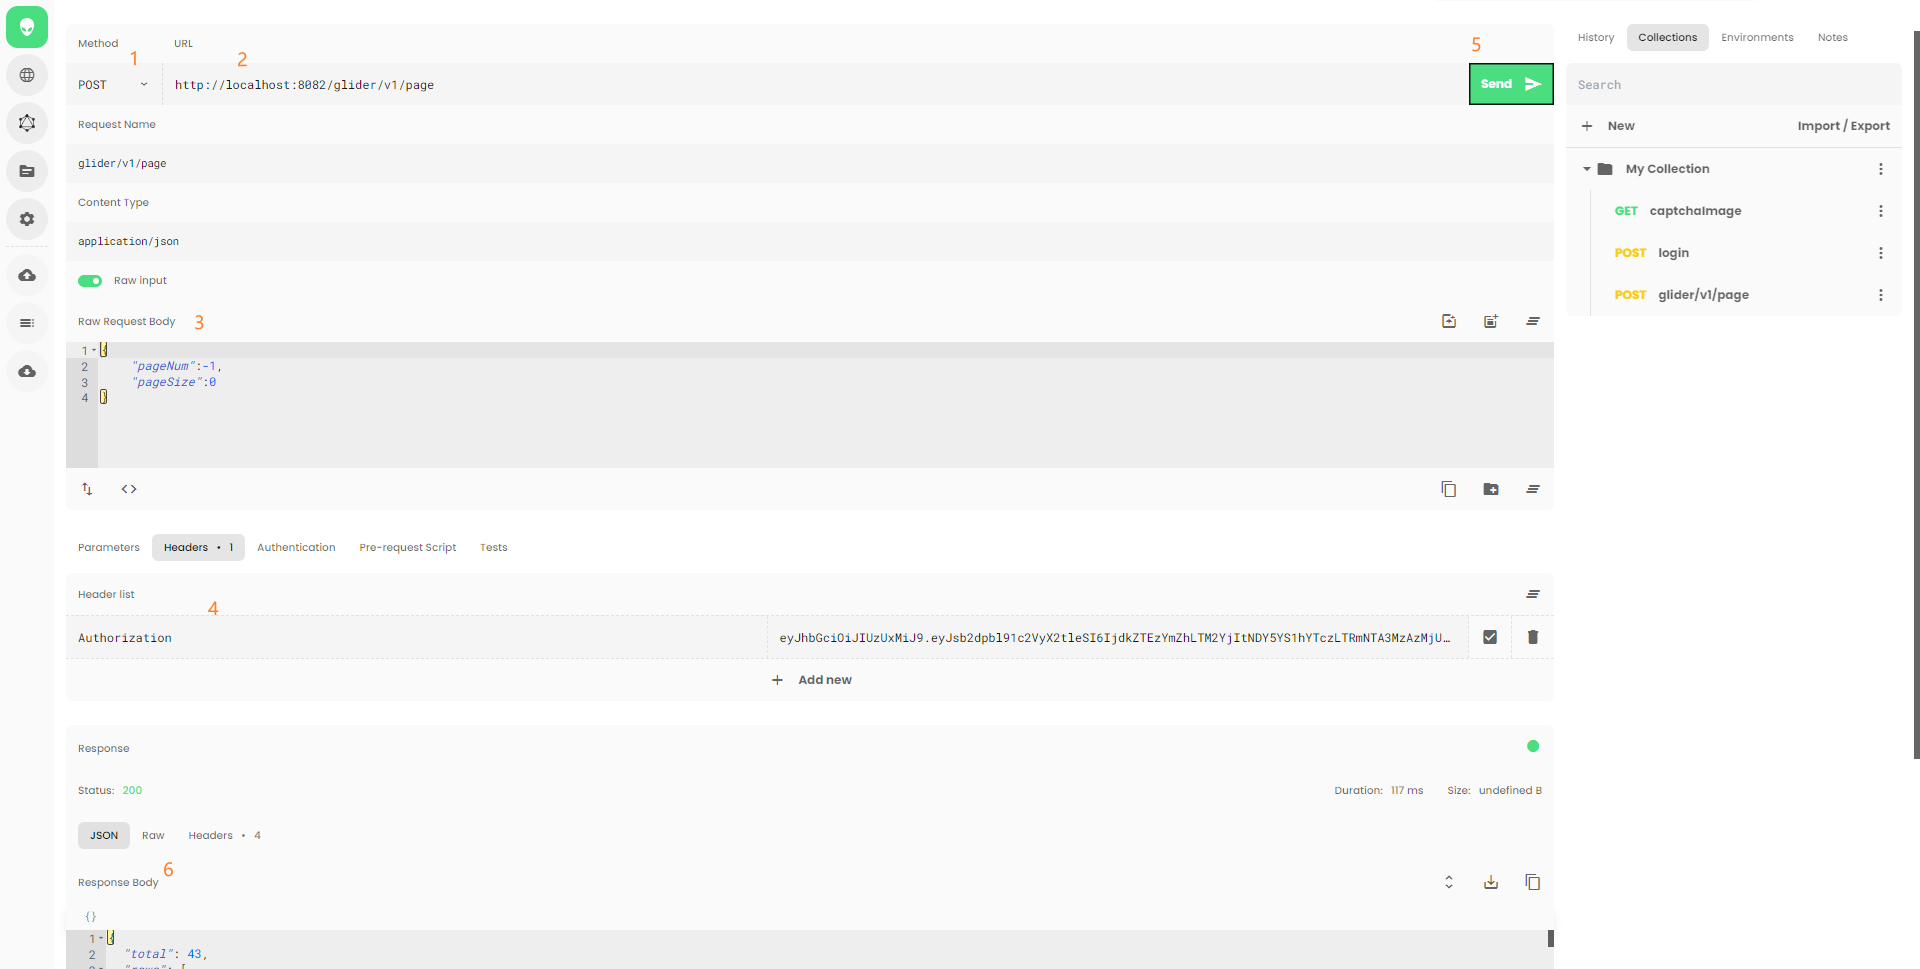 Method
URL
1
2
5
POST
http://localhost:8082/glider/v1/page
Send
Request Name
glider/v1/page
Content Type
application/json
Raw input
Raw Request Body
3
1 {
2 "pageNum":-1,
3 "pageSize":0
4 }
Parameters
Headers • 1
Authentication
Pre-request Script
Tests
Header list
4
Authorization
eyJhbGciOiJIUzUxMiJ9.eyJsb2dpbl91c2VyX2tleSI6IjdkZTEzYmZhLTM2YjItNDY5YS1hYTczLTRmNTA3MzAzMjU…
+ Add new
Response
Status: 200
Duration: 117 ms
Size: undefined B
JSON
Raw
Headers • 4
6
Response Body
{}
1 {
2 "total": 43,
History
Collections
Environments
Notes
Search
+ New
Import / Export
My Collection
GET captchaImage
POST login
POST glider/v1/page